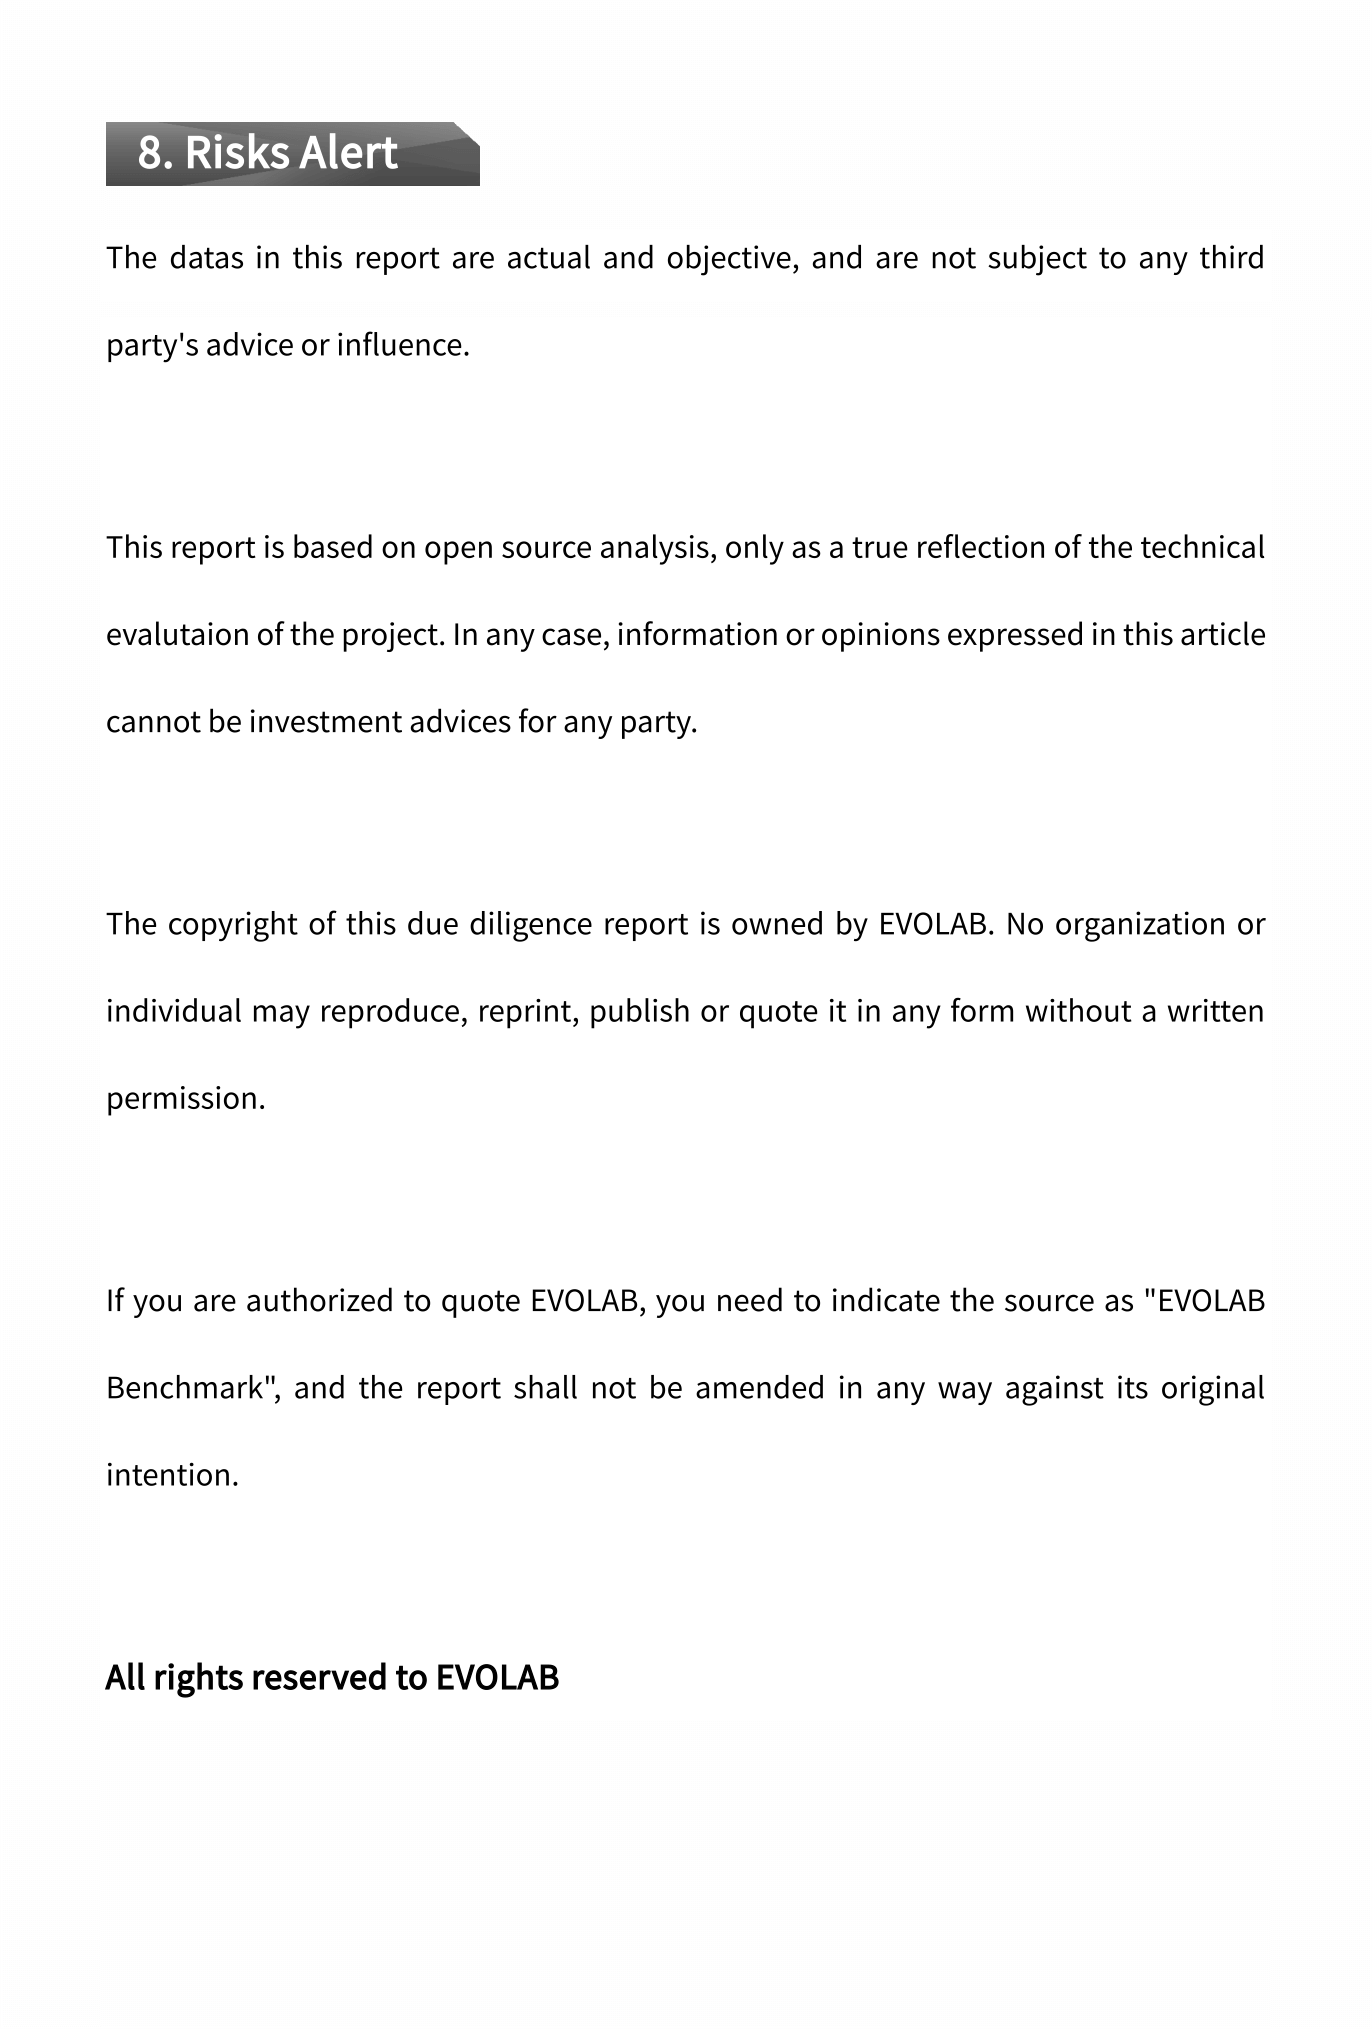 8. Risks Alert
The datas in this report are actual and objective, and are not subject to any third
party's advice or influence.
This report is based on open source analysis, only as a true reflection of the technical
evalutaion of the project. In any case, information or opinions expressed in this article
cannot be investment advices for any party.
The copyright of this due diligence report is owned by EVOLAB. No organization or
individual may reproduce, reprint, publish or quote it in any form without a written
permission.
If you are authorized to quote EVOLAB, you need to indicate the source as "EVOLAB
Benchmark", and the report shall not be amended in any way against its original
intention.
All rights reserved to EVOLAB